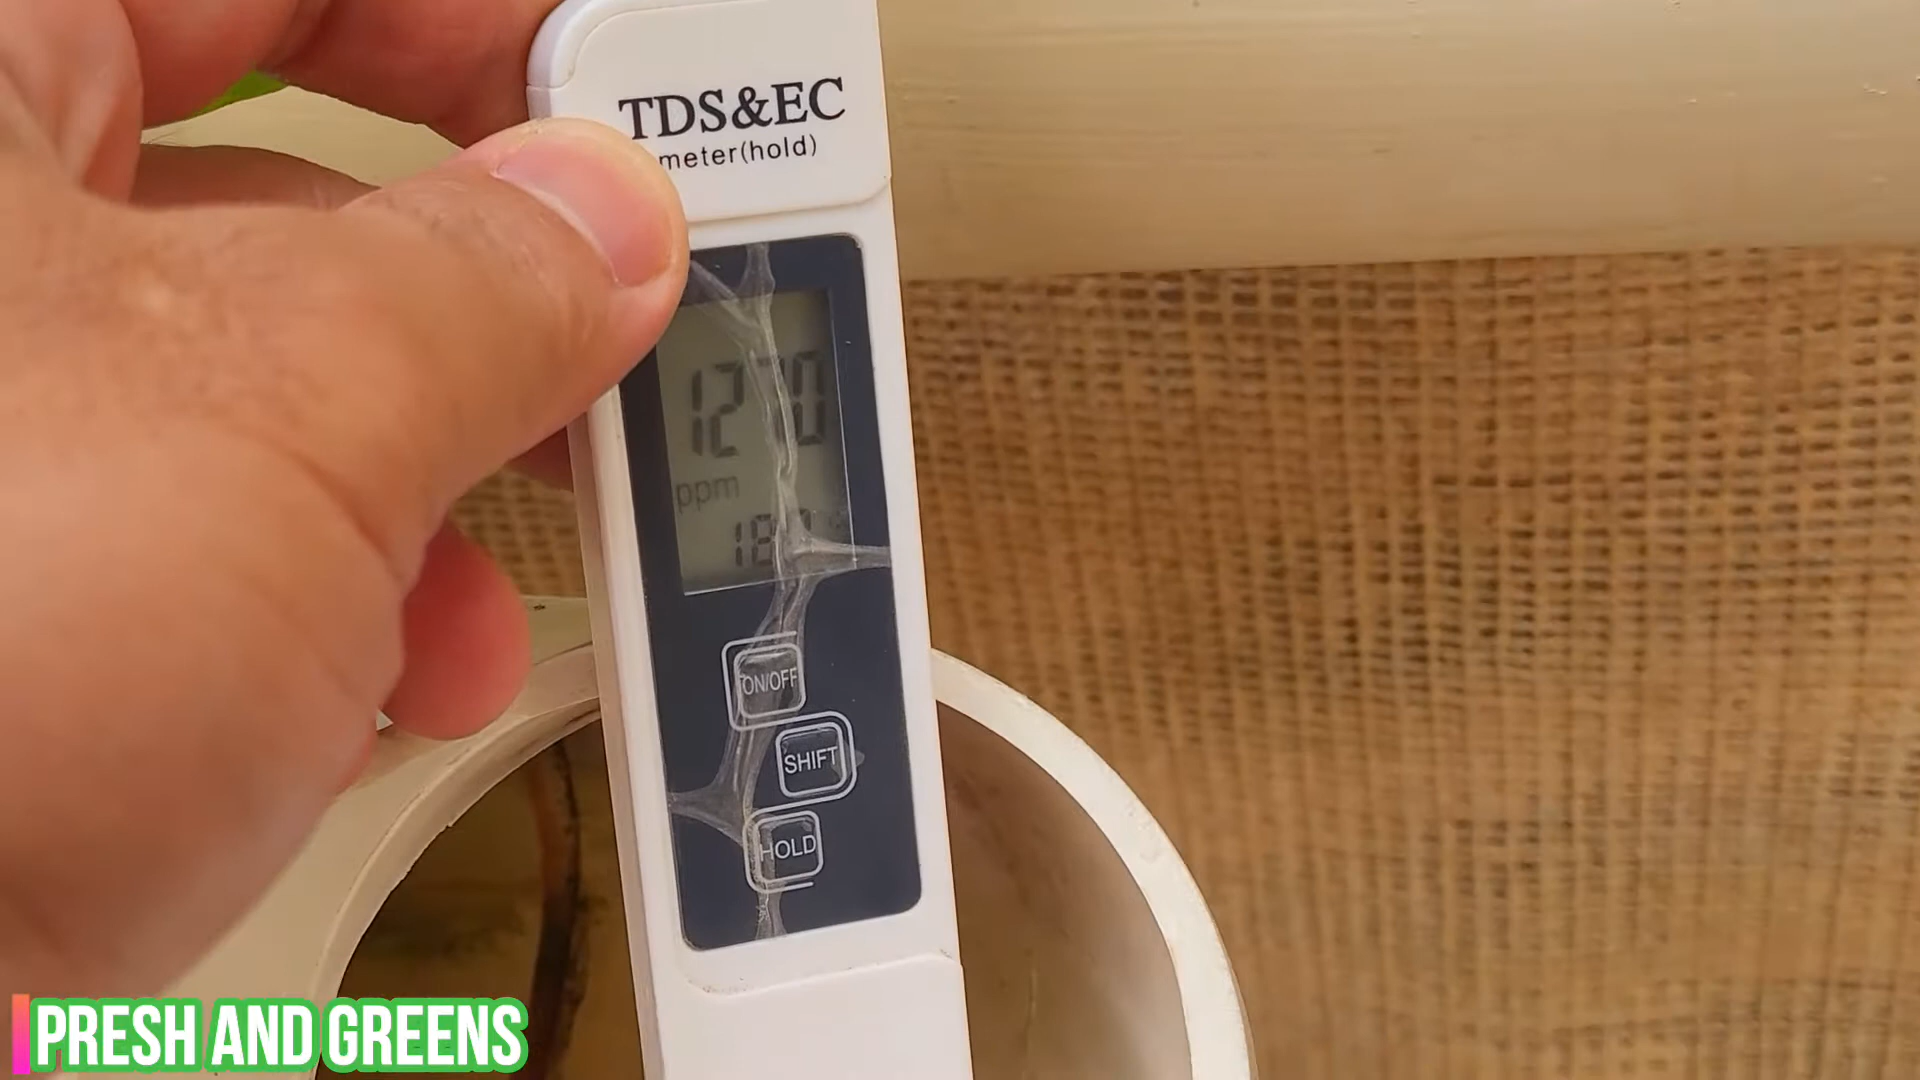 TDS&EC
meter(hold)
1270
ppm
ON/OFF
SHIFT
HOLD
PRESH AND GREENS